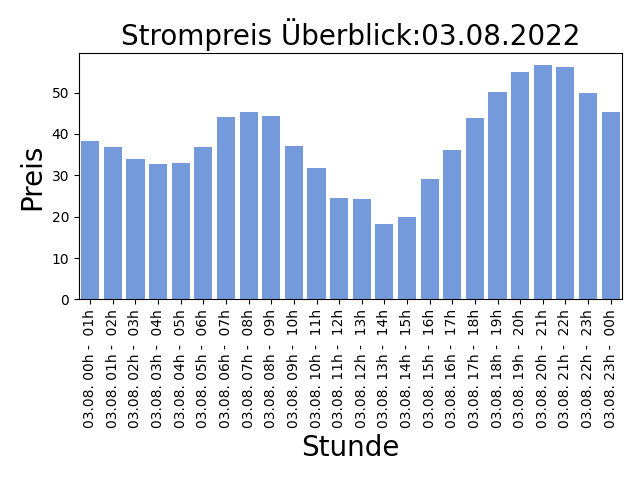 Strompreis Überblick:03.08.2022
Preis
50
40
30
20
10
0
03.08. 00h - 01h
03.08. 01h - 02h
03.08. 02h - 03h
03.08. 03h - 04h
03.08. 04h - 05h
03.08. 05h - 06h
03.08. 06h - 07h
03.08. 07h - 08h
03.08. 08h - 09h
03.08. 09h - 10h
03.08. 10h - 11h
03.08. 11h - 12h
03.08. 12h - 13h
03.08. 13h - 14h
03.08. 14h - 15h
03.08. 15h - 16h
03.08. 16h - 17h
03.08. 17h - 18h
03.08. 18h - 19h
03.08. 19h - 20h
03.08. 20h - 21h
03.08. 21h - 22h
03.08. 22h - 23h
03.08. 23h - 00h
Stunde